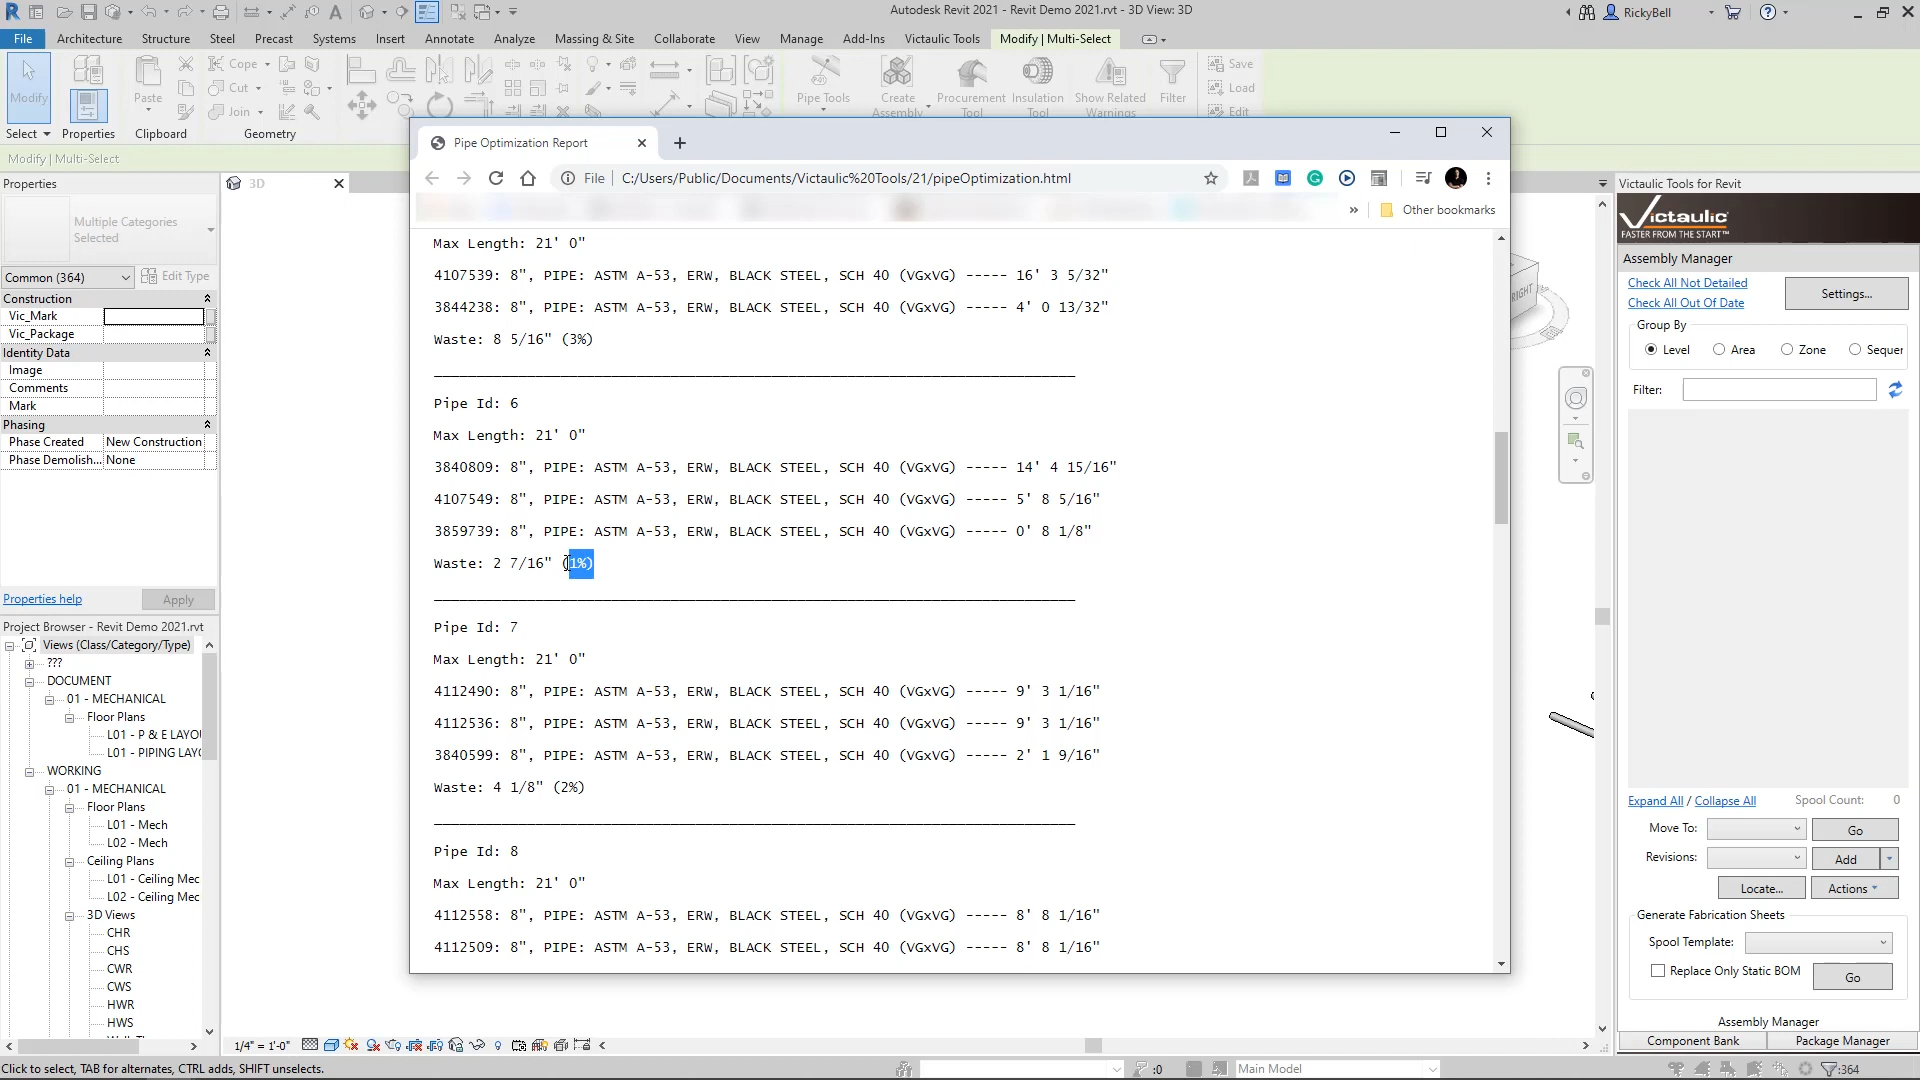 Autodesk Revit 2021 - Revit Demo 2021.rvt - 3D View: 3D
RickyBell
File Architecture Structure Steel Precast Systems Insert Annotate Analyze Massing & Site Collaborate View Manage Add-Ins Victaulic Tools Modify | Multi-Select
Modify
Paste
Cope
Cut
Join
Pipe Tools
Create Assembly
Procurement Tool
Insulation Tool
Show Related Warnings
Filter
Save
Load
Edit
Select Properties Clipboard Geometry
Modify | Multi-Select
Properties
Multiple Categories Selected
Common (364)
Edit Type
Construction
Vic_Mark
Vic_Package
Identity Data
Image
Comments
Mark
Phasing
Phase Created New Construction
Phase Demolish... None
Properties help
Apply
Project Browser - Revit Demo 2021.rvt
Views (Class/Category/Type)
???
DOCUMENT
01 - MECHANICAL
Floor Plans
L01 - P & E LAYOU
L01 - PIPING LAYO
WORKING
01 - MECHANICAL
Floor Plans
L01 - Mech
L02 - Mech
Ceiling Plans
L01 - Ceiling Mec
L02 - Ceiling Mec
3D Views
CHR
CHS
CWR
CWS
HWR
HWS
3D
Pipe Optimization Report
File C:/Users/Public/Documents/Victaulic%20Tools/21/pipeOptimization.html
» Other bookmarks
Max Length: 21' 0"
4107539: 8", PIPE: ASTM A-53, ERW, BLACK STEEL, SCH 40 (VGxVG) ----- 16' 3 5/32"
3844238: 8", PIPE: ASTM A-53, ERW, BLACK STEEL, SCH 40 (VGxVG) ----- 4' 0 13/32"
Waste: 8 5/16" (3%)
Pipe Id: 6
Max Length: 21' 0"
3840809: 8", PIPE: ASTM A-53, ERW, BLACK STEEL, SCH 40 (VGxVG) ----- 14' 4 15/16"
4107549: 8", PIPE: ASTM A-53, ERW, BLACK STEEL, SCH 40 (VGxVG) ----- 5' 8 5/16"
3859739: 8", PIPE: ASTM A-53, ERW, BLACK STEEL, SCH 40 (VGxVG) ----- 0' 8 1/8"
Waste: 2 7/16" (1%)
Pipe Id: 7
Max Length: 21' 0"
4112490: 8", PIPE: ASTM A-53, ERW, BLACK STEEL, SCH 40 (VGxVG) ----- 9' 3 1/16"
4112536: 8", PIPE: ASTM A-53, ERW, BLACK STEEL, SCH 40 (VGxVG) ----- 9' 3 1/16"
3840599: 8", PIPE: ASTM A-53, ERW, BLACK STEEL, SCH 40 (VGxVG) ----- 2' 1 9/16"
Waste: 4 1/8" (2%)
Pipe Id: 8
Max Length: 21' 0"
4112558: 8", PIPE: ASTM A-53, ERW, BLACK STEEL, SCH 40 (VGxVG) ----- 8' 8 1/16"
4112509: 8", PIPE: ASTM A-53, ERW, BLACK STEEL, SCH 40 (VGxVG) ----- 8' 8 1/16"
RIGHT
Victaulic Tools for Revit
Victaulic
FASTER FROM THE START™
Assembly Manager
Check All Not Detailed
Check All Out Of Date
Settings...
Group By
Level Area Zone Sequer
Filter:
Expand All / Collapse All Spool Count: 0
Move To: Go
Revisions: Add
Locate... Actions
Generate Fabrication Sheets
Spool Template:
Replace Only Static BOM Go
Assembly Manager
Component Bank Package Manager
1/4" = 1'-0"
Click to select, TAB for alternates, CTRL adds, SHIFT unselects.
:0
Main Model
:364